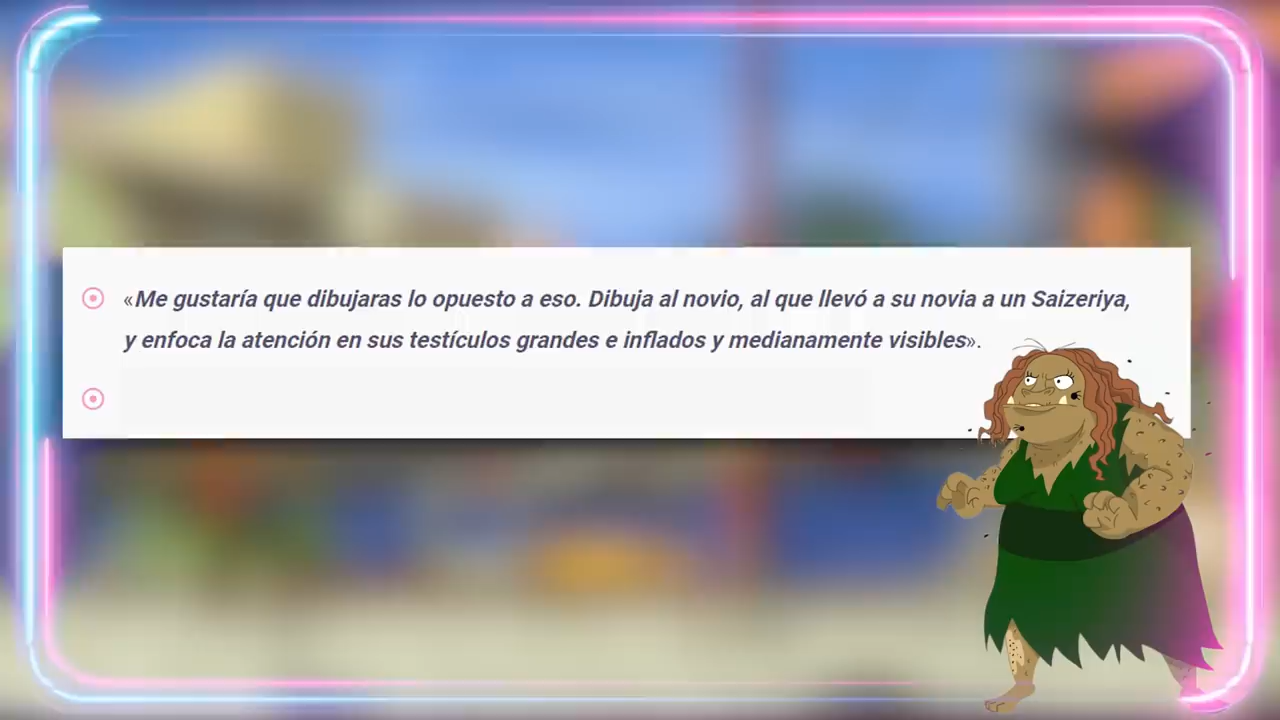 «Me gustaría que dibujaras lo opuesto a eso. Dibuja al novio, al que llevó a su novia a un Saizeriya,
y enfoca la atención en sus testículos grandes e inflados y medianamente visibles».